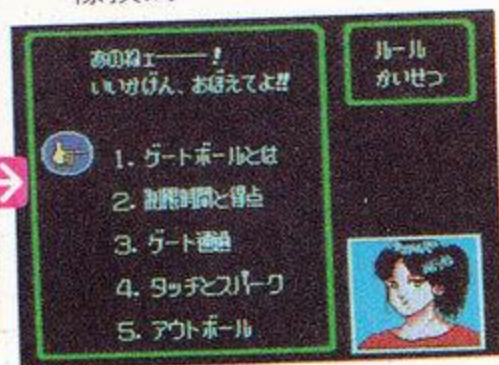 あのねェ――！
いいかげん、おぼえてよ!!
ルール
かいせつ
1. ゲートボールとは
2. 制限時間と得点
3. ゲート通過
4. タッチとスパーク
5. アウトボール